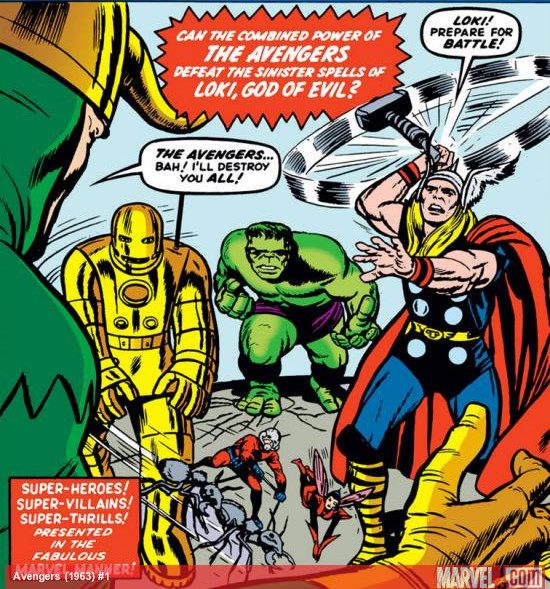 CAN THE COMBINED POWER OF
THE AVENGERS
DEFEAT THE SINISTER SPELLS OF
LOKI, GOD OF EVIL?
LOKI!
PREPARE FOR
BATTLE!
THE AVENGERS...
BAH! I'LL DESTROY
YOU ALL!
SUPER-HEROES!
SUPER-VILLAINS!
SUPER-THRILLS!
PRESENTED
IN THE
FABULOUS
MARVEL MANNER!
Avengers (1963) #1
MARVEL.com